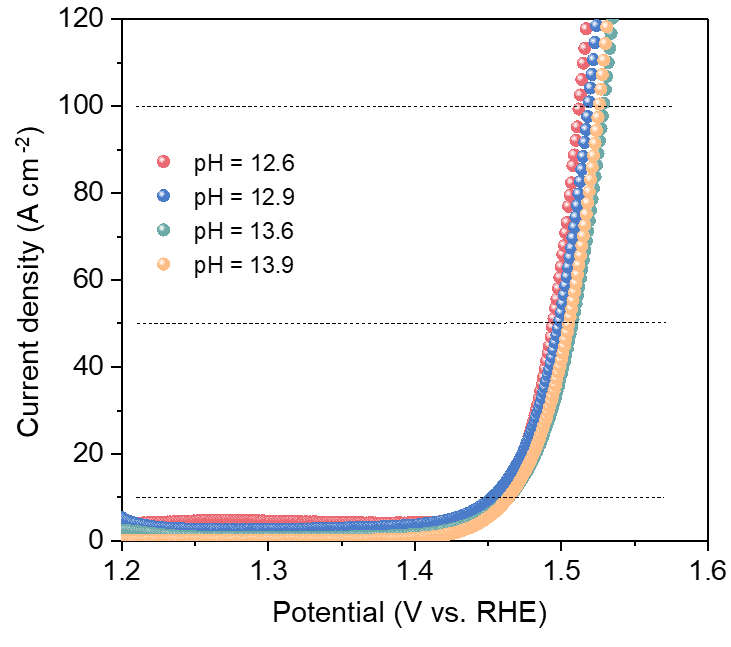 120
100
80
60
40
20
0
Current density (A cm⁻²)
pH = 12.6
pH = 12.9
pH = 13.6
pH = 13.9
1.2 1.3 1.4 1.5 1.6
Potential (V vs. RHE)